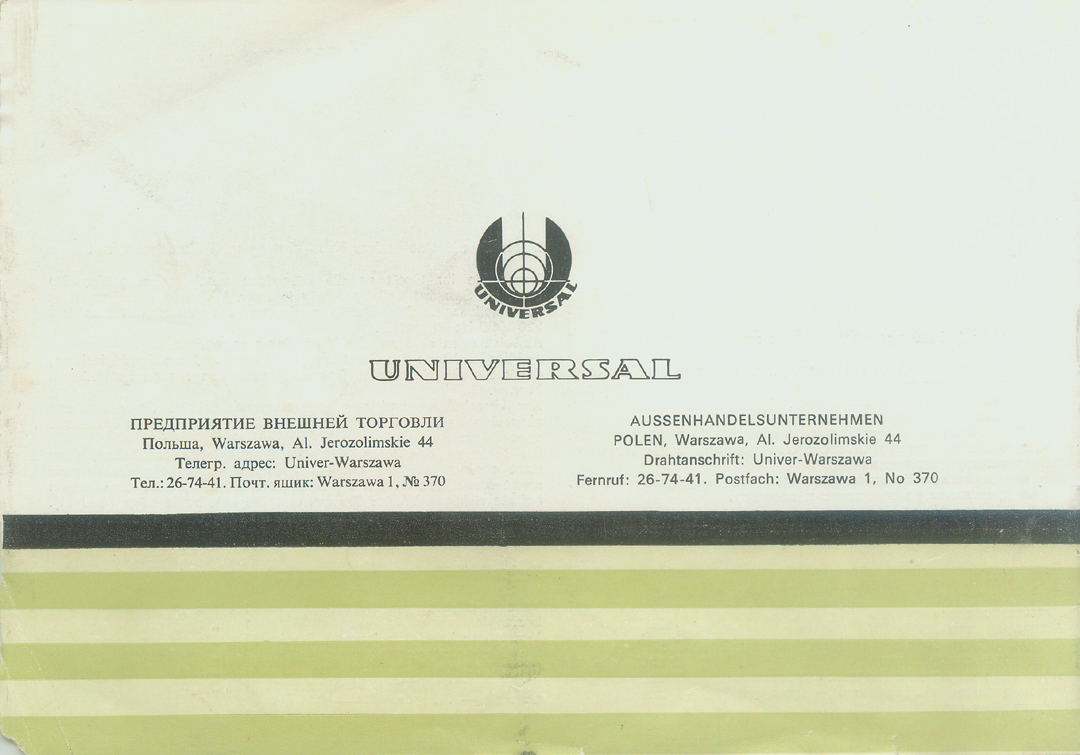 UNIVERSAL
UNIVERSAL
ПРЕДПРИЯТИЕ ВНЕШНЕЙ ТОРГОВЛИ
Польша, Warszawa, Al. Jerozolimskie 44
Телегр. адрес: Univer-Warszawa
Тел.: 26-74-41. Почт. яшик: Warszawa 1, № 370
AUSSENHANDELSUNTERNEHMEN
POLEN, Warszawa, Al. Jerozolimskie 44
Drahtanschrift: Univer-Warszawa
Fernruf: 26-74-41. Postfach: Warszawa 1, No 370